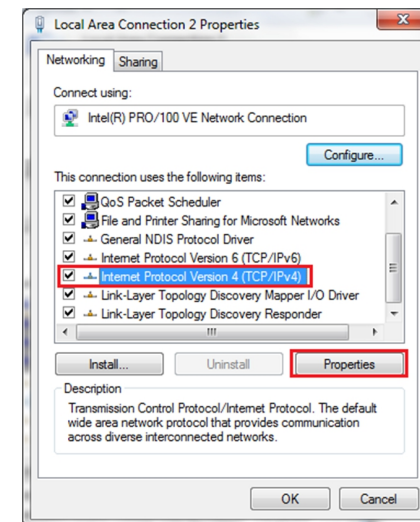 Local Area Connection 2 Properties
Networking
Sharing
Connect using:
Intel(R) PRO/100 VE Network Connection
Configure...
This connection uses the following items:
QoS Packet Scheduler
File and Printer Sharing for Microsoft Networks
General NDIS Protocol Driver
Internet Protocol Version 6 (TCP/IPv6)
Internet Protocol Version 4 (TCP/IPv4)
Link-Layer Topology Discovery Mapper I/O Driver
Link-Layer Topology Discovery Responder
Install...
Uninstall
Properties
Description
Transmission Control Protocol/Internet Protocol. The default
wide area network protocol that provides communication
across diverse interconnected networks.
OK
Cancel